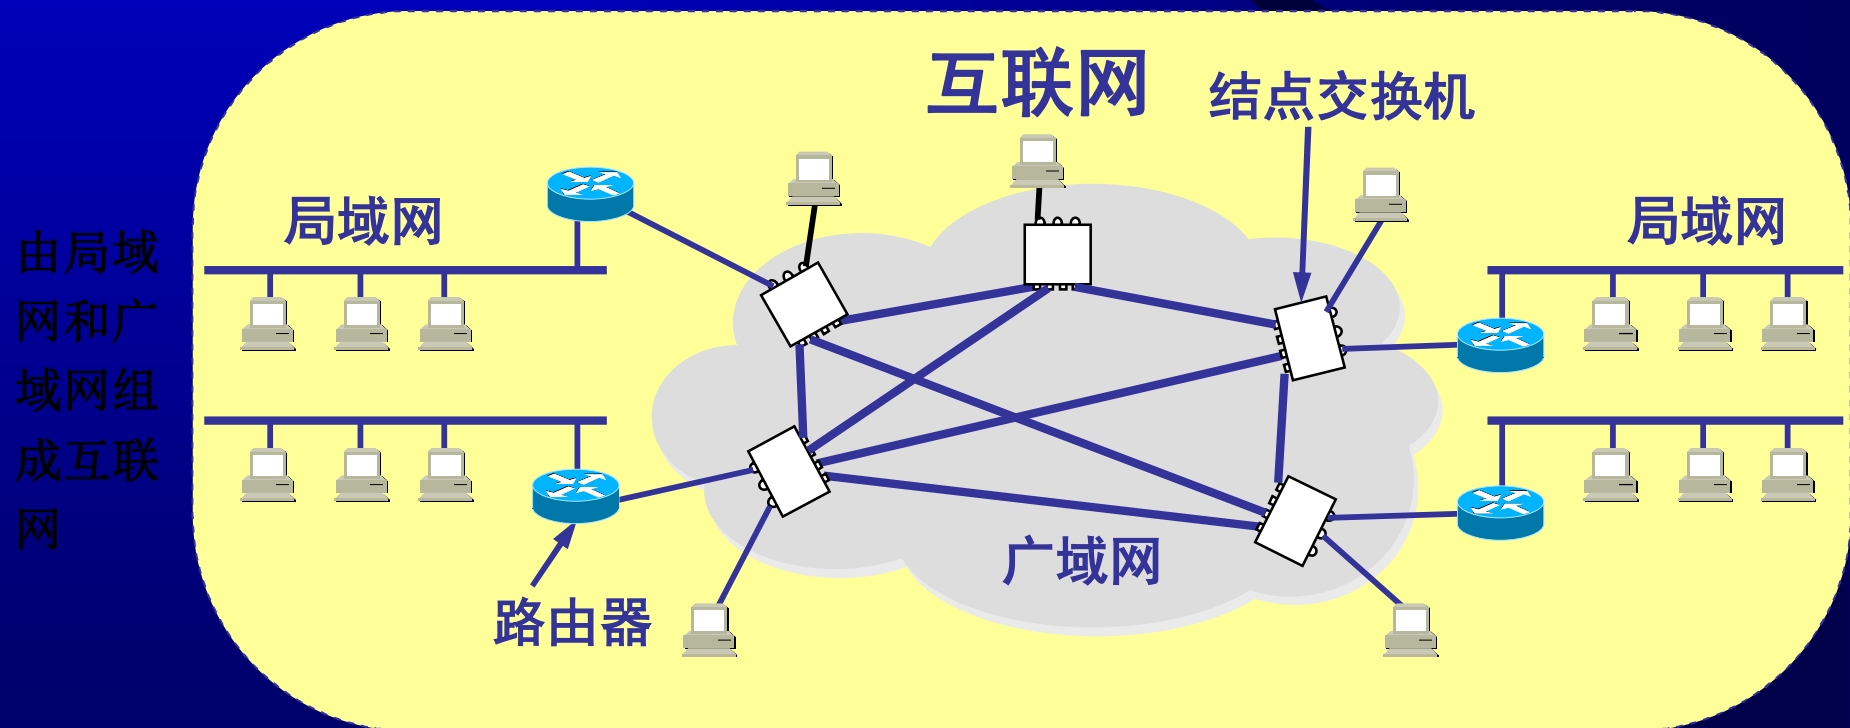 互联网
结点交换机
局域网
局域网
由局域
网和广
域网组
成互联
网
广域网
路由器